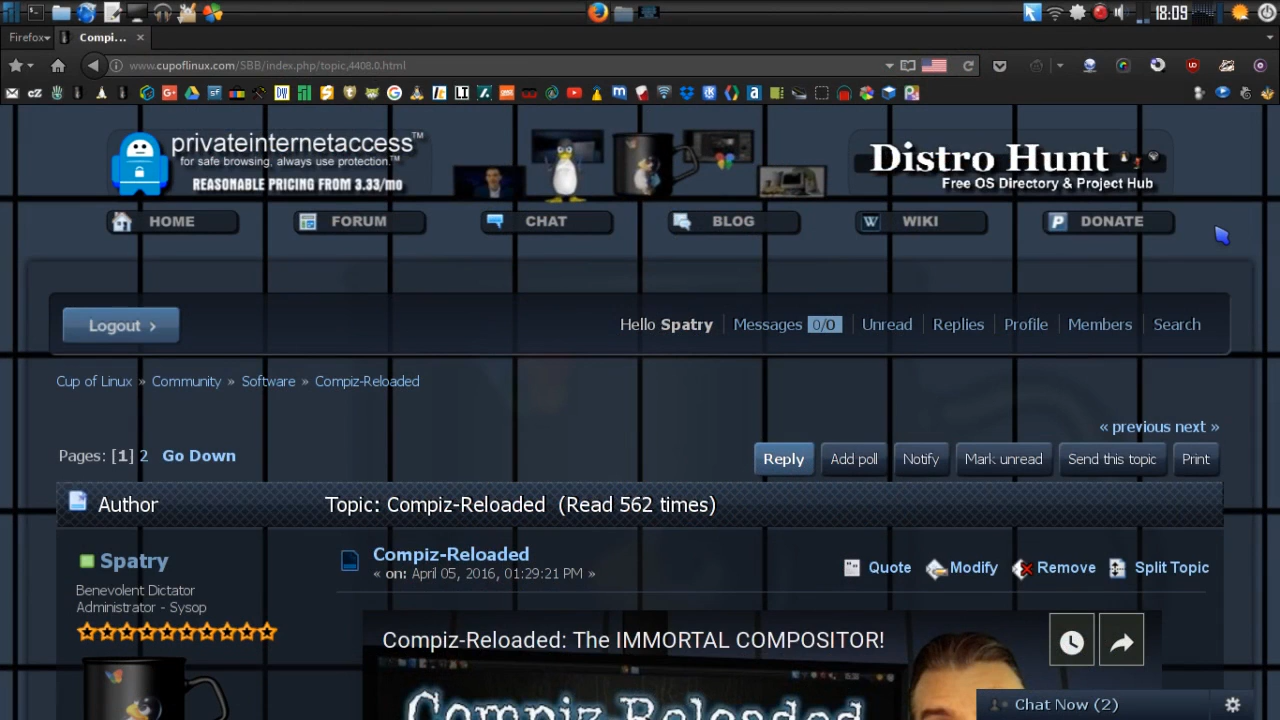 18:09
Firefox
Compi...
www.cupoflinux.com/SBB/index.php/topic,4408.0.html
privateinternetaccess™
for safe browsing, always use protection.™
REASONABLE PRICING FROM 3.33/mo
Distro Hunt
Free OS Directory & Project Hub
HOME FORUM CHAT BLOG WIKI DONATE
Logout
Hello Spatry Messages 0/0 Unread Replies Profile Members Search
Cup of Linux » Community » Software » Compiz-Reloaded
« previous next »
Pages: [1] 2 Go Down
Reply Add poll Notify Mark unread Send this topic Print
Author Topic: Compiz-Reloaded (Read 562 times)
Spatry
Benevolent Dictator
Administrator - Sysop
Compiz-Reloaded
« on: April 05, 2016, 01:29:21 PM »
Quote Modify Remove Split Topic
Compiz-Reloaded: The IMMORTAL COMPOSITOR!
Compiz-Reloaded
Chat Now (2)